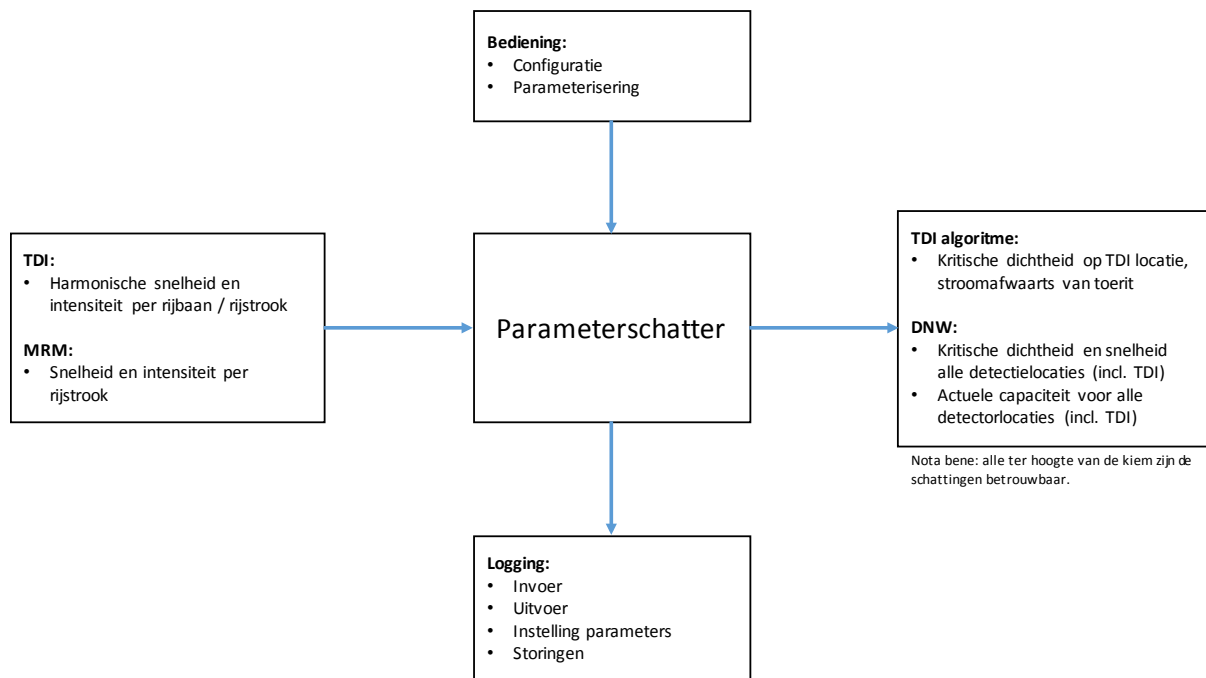 Bediening:
• Configuratie
• Parameterisering
TDI:
• Harmonische snelheid en
intensiteit per rijbaan / rijstrook
MRM:
• Snelheid en intensiteit per
rijstrook
Parameterschatter
TDI algoritme:
• Kritische dichtheid op TDI locatie,
stroomafwaarts van toerit
DNW:
• Kritische dichtheid en snelheid
alle detectielocaties (incl. TDI)
• Actuele capaciteit voor alle
detectorlocaties (incl. TDI)
Nota bene: alle ter hoogte van de kiem zijn de
schattingen betrouwbaar.
Logging:
• Invoer
• Uitvoer
• Instelling parameters
• Storingen